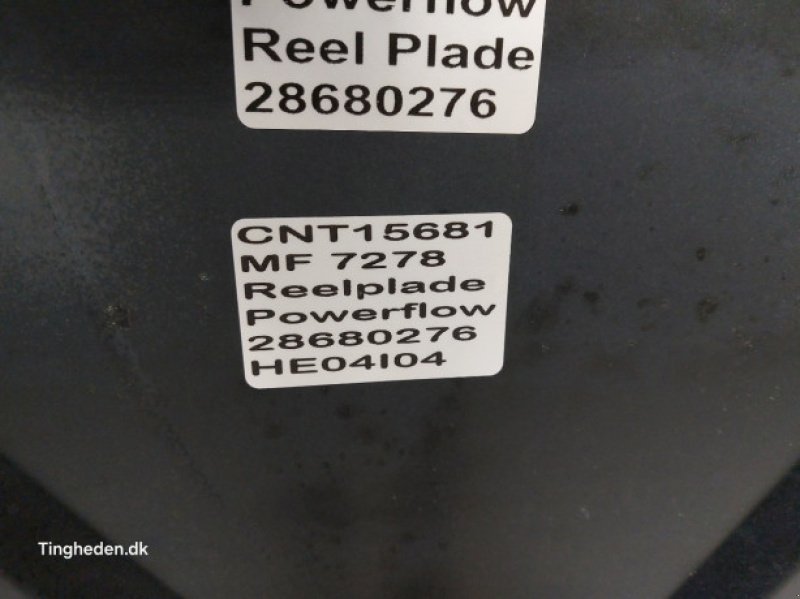 Powerflow
Reel Plade
28680276
CNT15681
MF 7278
Reelplade
Powerflow
28680276
HE04I04
Tingheden.dk